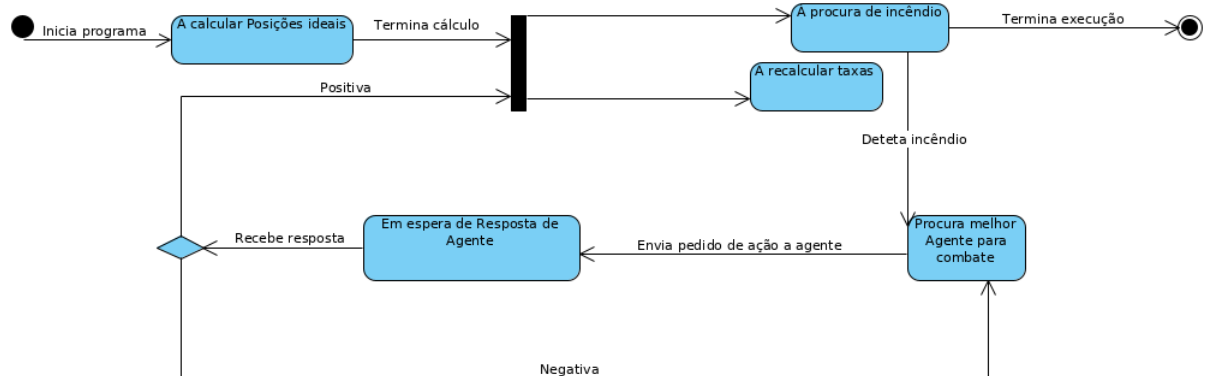 Inicia programa
A calcular Posições ideais
Termina cálculo
A procura de incêndio
Termina execução
A recalcular taxas
Positiva
Deteta incêndio
Recebe resposta
Em espera de Resposta de
Agente
Envia pedido de ação a agente
Procura melhor
Agente para
combate
Negativa